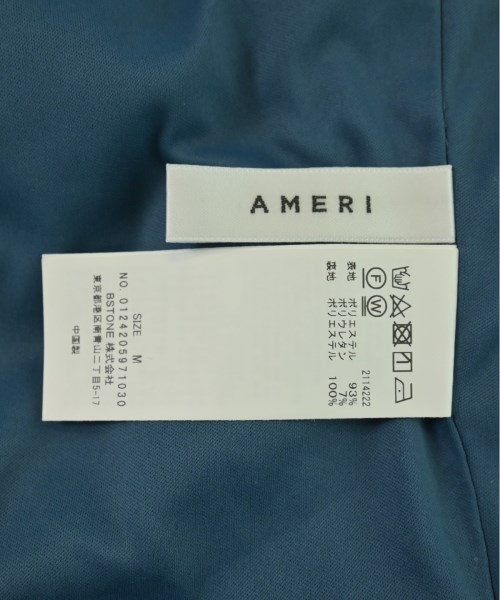 AMERI
F W
2114222
表地 ポリエステル 93%
ポリウレタン 7%
裏地 ポリエステル 100%
SIZE M
NO. 0124205971030
BSTONE 株式会社
東京都港区南青山二丁目5-17
中国製